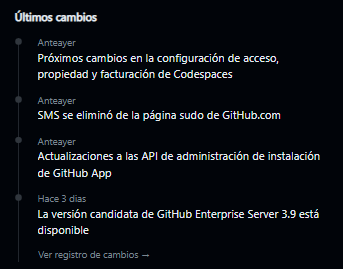 Últimos cambios
Anteayer
Próximos cambios en la configuración de acceso,
propiedad y facturación de Codespaces
Anteayer
SMS se eliminó de la página sudo de GitHub.com
Anteayer
Actualizaciones a las API de administración de instalación
de GitHub App
Hace 3 días
La versión candidata de GitHub Enterprise Server 3.9 está
disponible
Ver registro de cambios →